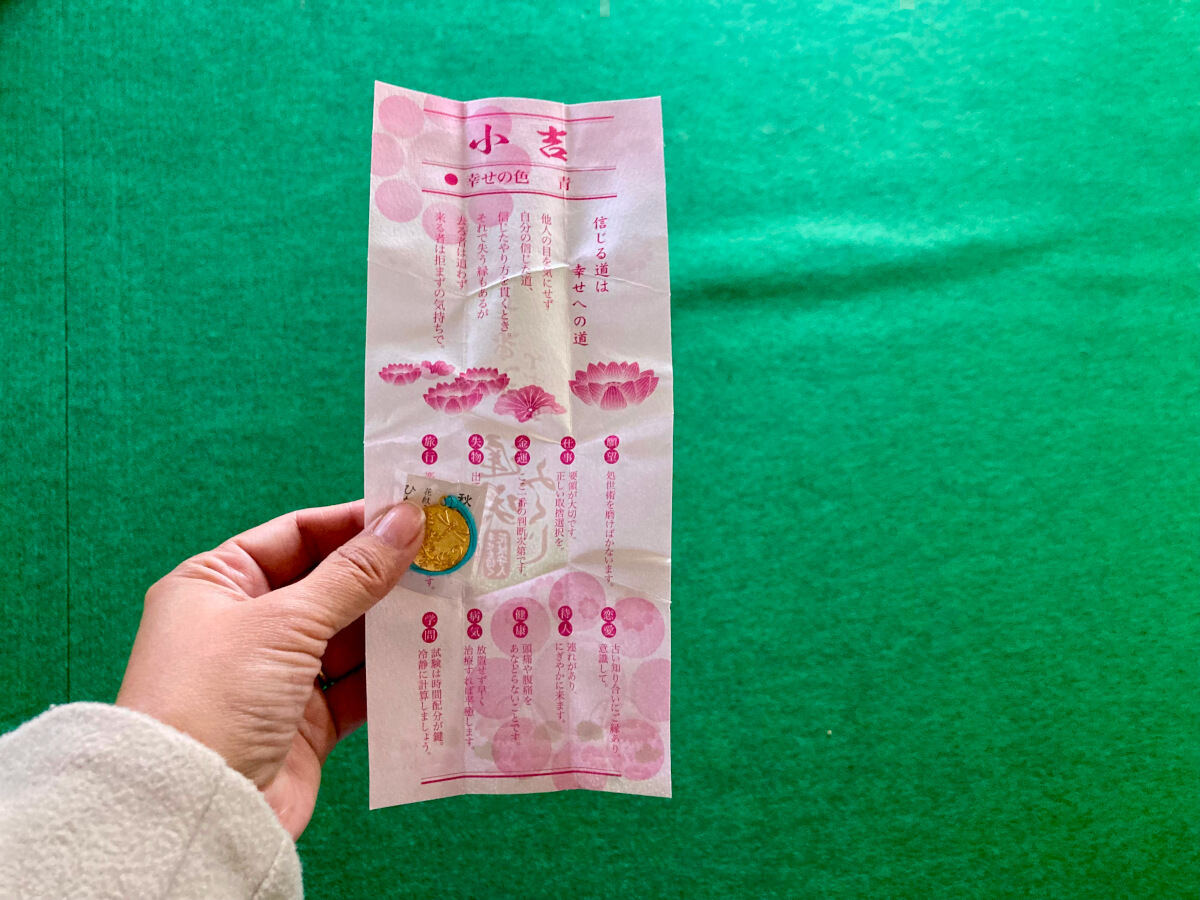 小吉
● 幸せの色 青
信じる道は
幸せへの道
他人の目を気にせず
自分の信じた道、
信じたやり方を貫くとき。
それで失う縁もあるが
去る者は追わず
来る者は拒まずの気持ちで。
願望
処世術を磨けばかないます。
仕事
要領が大切です。
正しい取捨選択を。
金運
ここ一番の判断次第です。
失物
出
旅行
す。
秋
花
ひ
恋愛
古い知り合いにご縁あり、
意識して。
待人
連れがあり、
にぎやかに来ます。
健康
頭痛や腹痛を
あなどらないことです。
病気
放置せず早く
治療すれば平癒します。
学問
試験は時間配分が鍵。
冷静に計算しましょう。